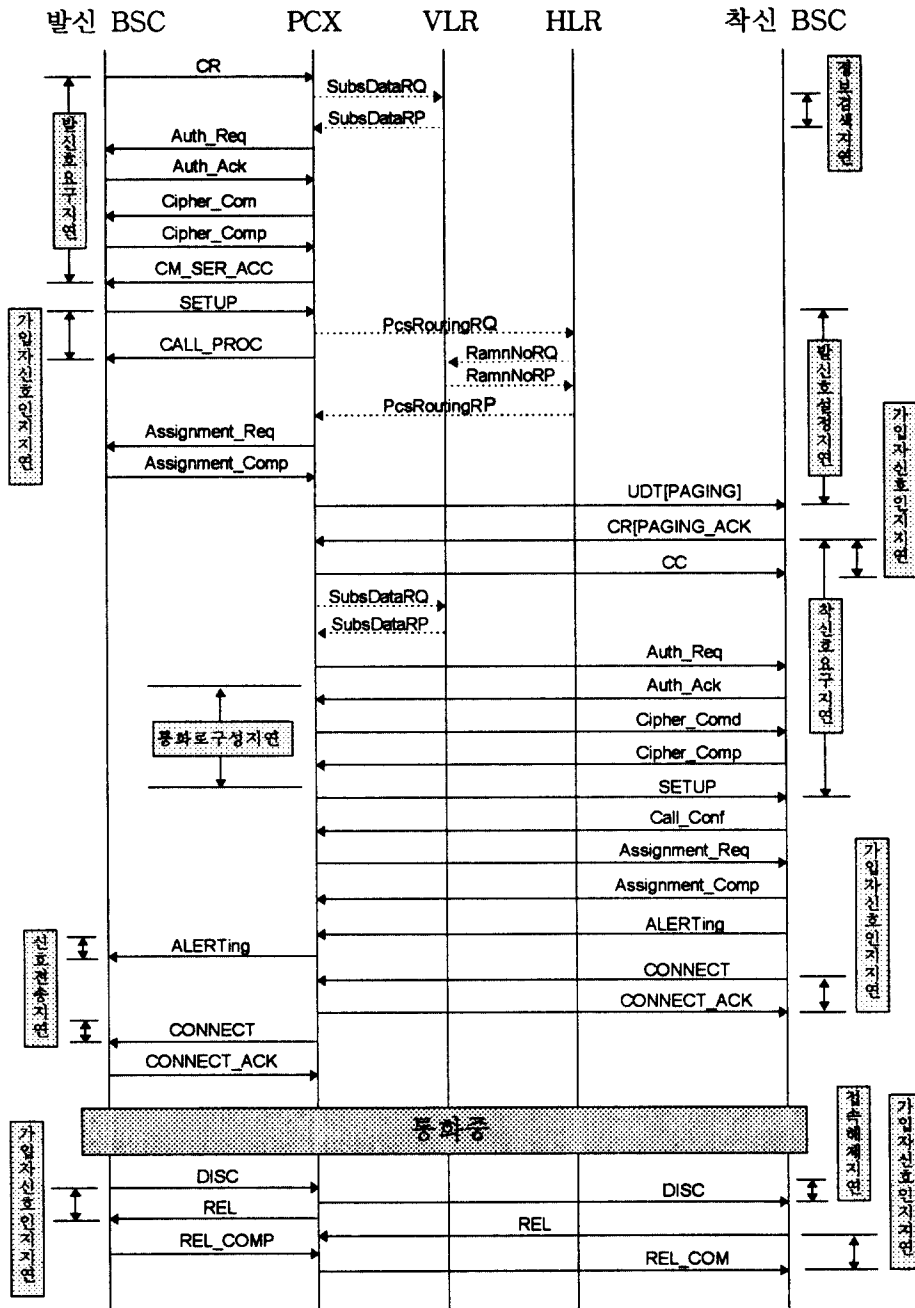 발신 BSC PCX VLR HLR 착신 BSC
CR
SubsDataRQ
정보검색지연
SubsDataRP
발신호요구지연
Auth_Req
Auth_Ack
Cipher_Com
Cipher_Comp
CM_SER_ACC
SETUP
가입자신호인지지연
PcsRoutingRQ
CALL_PROC
RamnNoRQ
RamnNoRP
발신호설정지연
PcsRoutingRP
Assignment_Req
가입자신호인지지연
Assignment_Comp
UDT[PAGING]
CR[PAGING_ACK
CC
SubsDataRQ
SubsDataRP
착신호요구지연
Auth_Req
Auth_Ack
통화로구성지연
Cipher_Comd
Cipher_Comp
SETUP
Call_Conf
Assignment_Req
가입자신호인지지연
Assignment_Comp
ALERTing
신호전송지연
ALERTing
CONNECT
CONNECT_ACK
CONNECT
CONNECT_ACK
통화중
접속해제지연
가입자신호인지지연
가입자신호인지지연
DISC
DISC
REL
REL
REL_COMP
REL_COM